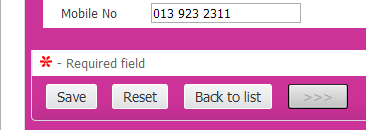 Mobile No 013 923 2311
* - Required field
Save Reset Back to list >>>